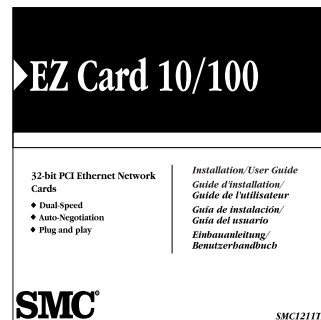 EZ Card 10/100
32-bit PCI Ethernet Network
Cards
◆ Dual-Speed
◆ Auto-Negotiation
◆ Plug and play
Installation/User Guide
Guide d'installation/
Guide de l'utilisateur
Guía de instalación/
Guía del usuario
Einbauanleitung/
Benutzerhandbuch
SMC®
SMC1211T